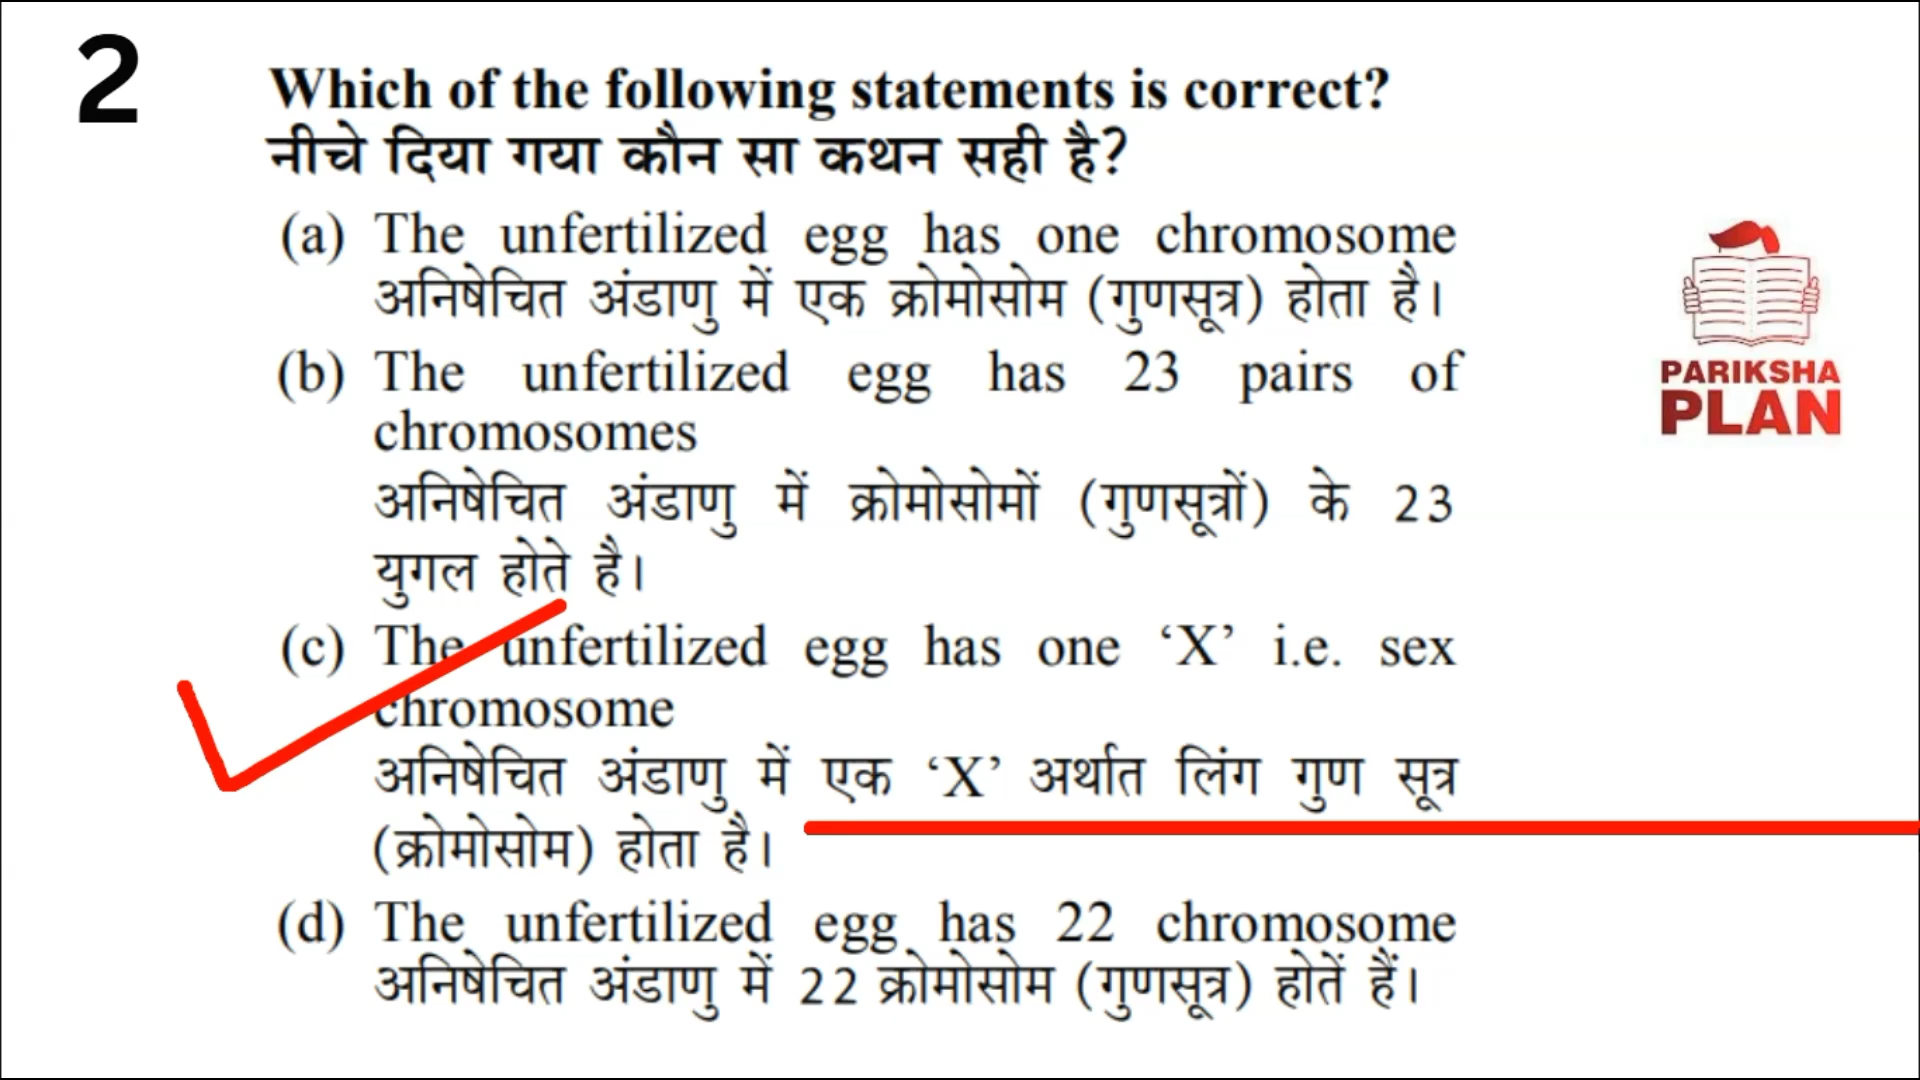 2
Which of the following statements is correct?
नीचे दिया गया कौन सा कथन सही है?
(a) The unfertilized egg has one chromosome
अनिषेचित अंडाणु में एक क्रोमोसोम (गुणसूत्र) होता है।
(b) The unfertilized egg has 23 pairs of
chromosomes
अनिषेचित अंडाणु में क्रोमोसोमों (गुणसूत्रों) के 23
युगल होते है।
(c) The unfertilized egg has one ‘X’ i.e. sex
chromosome
अनिषेचित अंडाणु में एक ‘X’ अर्थात लिंग गुण सूत्र
(क्रोमोसोम) होता है।
(d) The unfertilized egg has 22 chromosome
अनिषेचित अंडाणु में 22 क्रोमोसोम (गुणसूत्र) होतें हैं।
PARIKSHA
PLAN